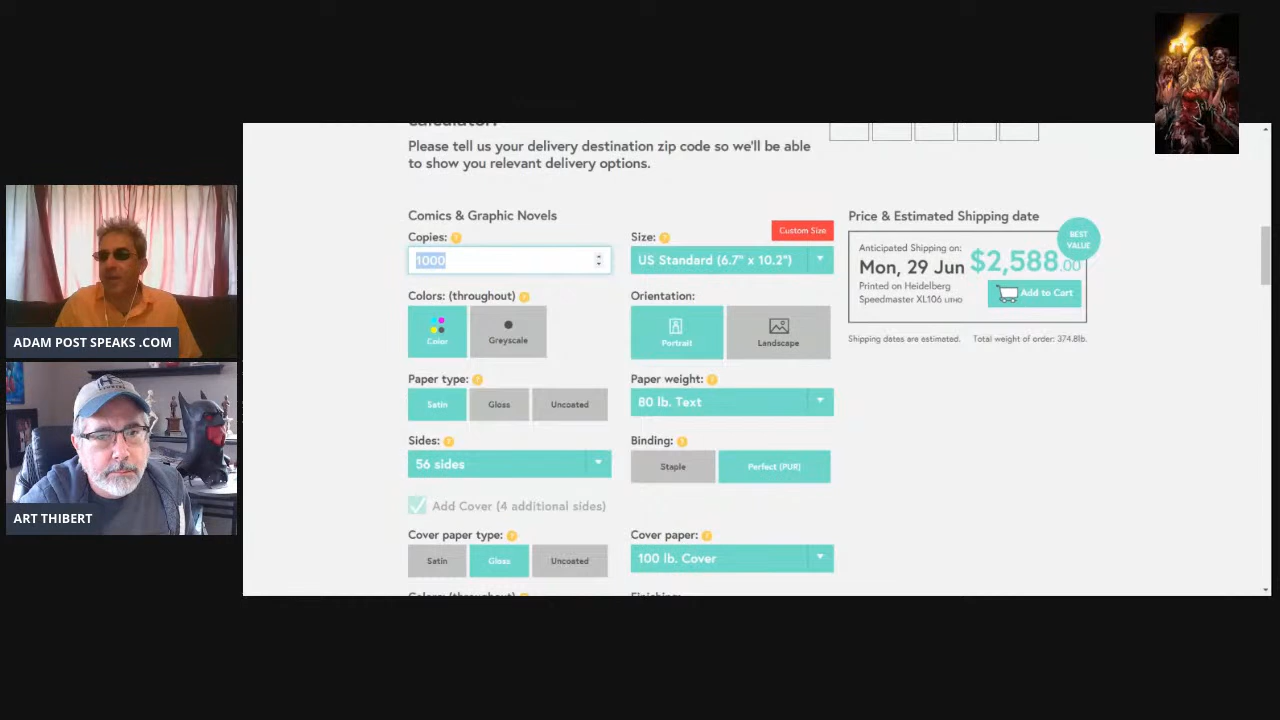 calculator.
Please tell us your delivery destination zip code so we'll be able
to show you relevant delivery options.
Comics & Graphic Novels
Copies: ?
1000
Size: ?
Custom Size
US Standard (6.7" x 10.2")
Colors: (throughout) ?
Color
Greyscale
Orientation:
Portrait
Landscape
Paper type: ?
Satin
Gloss
Uncoated
Paper weight: ?
80 lb. Text
Sides: ?
56 sides
Binding: ?
Staple
Perfect (PUR)
Add Cover (4 additional sides)
Cover paper type: ?
Satin
Gloss
Uncoated
Cover paper: ?
100 lb. Cover
Colors: (throughout)
Finishing:
Price & Estimated Shipping date
BEST
VALUE
Anticipated Shipping on:
Mon, 29 Jun
$2,588.00
Printed on Heidelberg
Speedmaster XL106 UHD
Add to Cart
Shipping dates are estimated.
Total weight of order: 374.8lb.
ADAM POST SPEAKS .COM
ART THIBERT